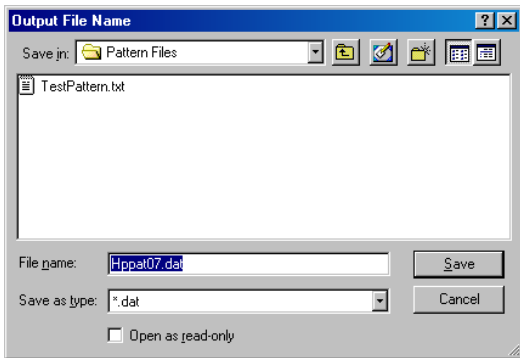 Output File Name
Save in: Pattern Files
TestPattern.txt
File name: Hppat07.dat Save
Save as type: *.dat Cancel
Open as read-only